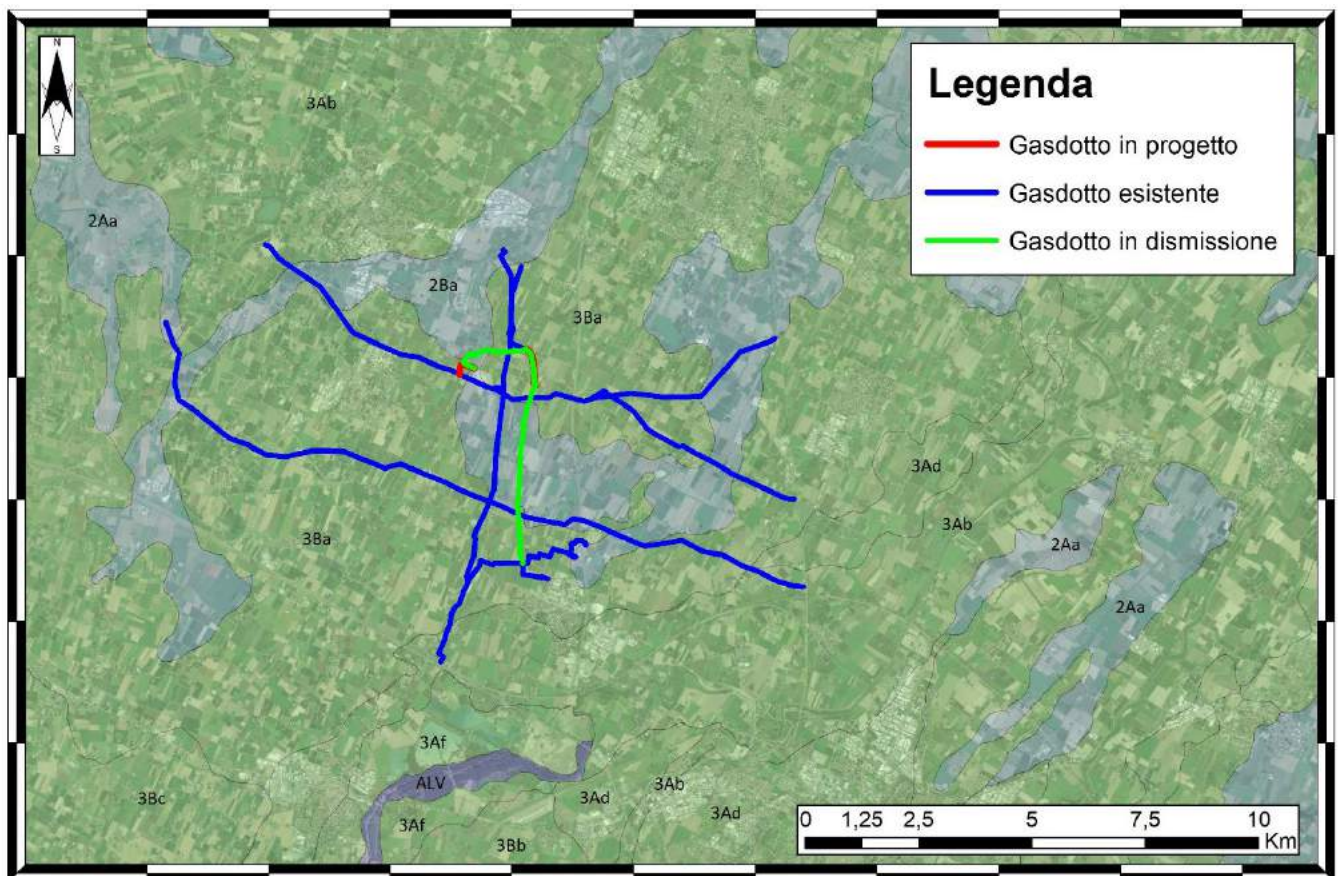 N
S
Legenda
Gasdotto in progetto
Gasdotto esistente
Gasdotto in dismissione
3Ab
2Aa
2Ba
3Ba
3Ad
3Ab
3Ba
2Aa
2Aa
3Af
ALV
3Ab
3Bc
3Ad
3Ad
3Af
3Bb
0 1,25 2,5 5 7,5 10
Km